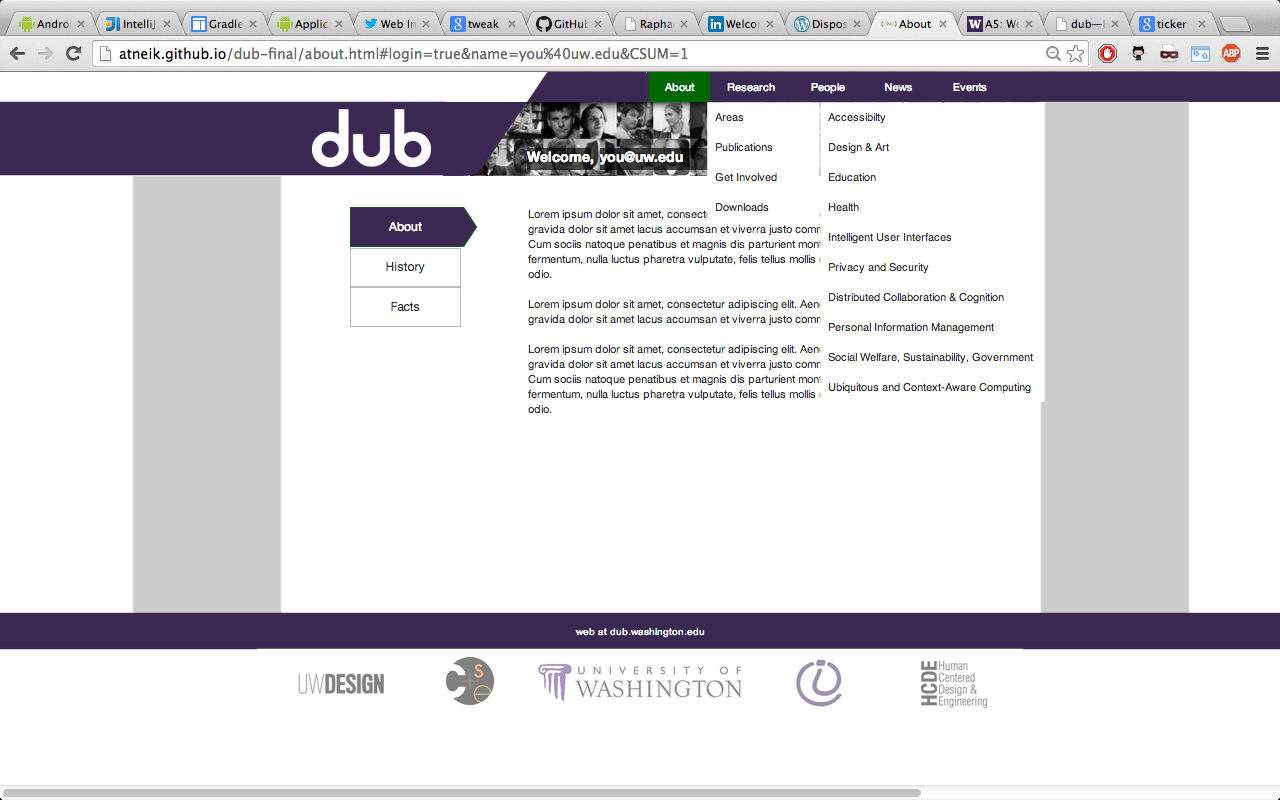 Andro
IntelliJ
Gradle
Applic
Web In
tweak
GitHub
Rapha
Welcor
Dispos
About
A5: We
dub—
ticker
atneik.github.io/dub-final/about.html#login=true&name=you%40uw.edu&CSUM=1
ABP
About
Research
People
News
Events
dub
Welcome, you@uw.edu
Areas
Publications
Get Involved
Downloads
Accessibilty
Design & Art
Education
Health
Intelligent User Interfaces
Privacy and Security
Distributed Collaboration & Cognition
Personal Information Management
Social Welfare, Sustainability, Government
Ubiquitous and Context-Aware Computing
About
History
Facts
Lorem ipsum dolor sit amet, consect
gravida dolor sit amet lacus accumsan et viverra justo comm
Cum sociis natoque penatibus et magnis dis parturient mon
fermentum, nulla luctus pharetra vulputate, felis tellus mollis
odio.
Lorem ipsum dolor sit amet, consectetur adipiscing elit. Aen
gravida dolor sit amet lacus accumsan et viverra justo comm
Lorem ipsum dolor sit amet, consectetur adipiscing elit. Aen
gravida dolor sit amet lacus accumsan et viverra justo comm
Cum sociis natoque penatibus et magnis dis parturient mon
fermentum, nulla luctus pharetra vulputate, felis tellus mollis
odio.
web at dub.washington.edu
UWDESIGN
C S e
UNIVERSITY OF
WASHINGTON
i
HCDE
Human
Centered
Design &
Engineering